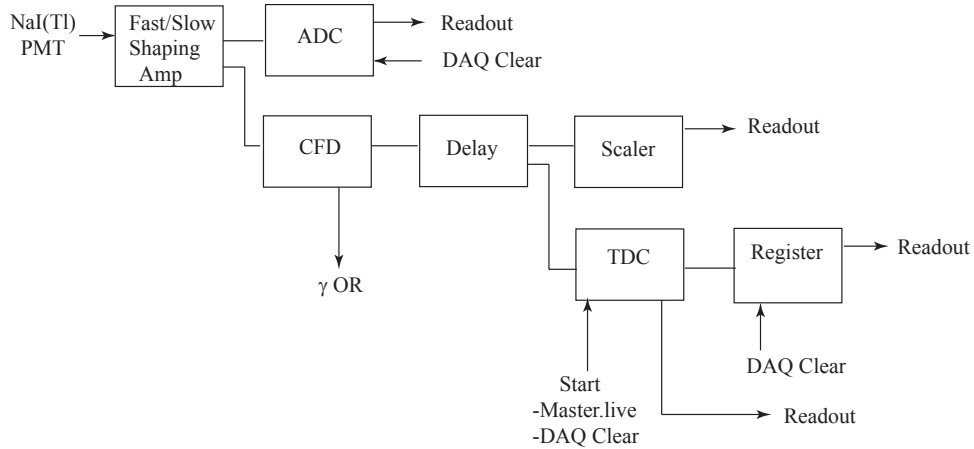 NaI(Tl)
PMT
Fast/Slow
Shaping
Amp
ADC
Readout
DAQ Clear
CFD
Delay
Scaler
Readout
γ OR
TDC
Register
Readout
Start
-Master.live
-DAQ Clear
DAQ Clear
Readout